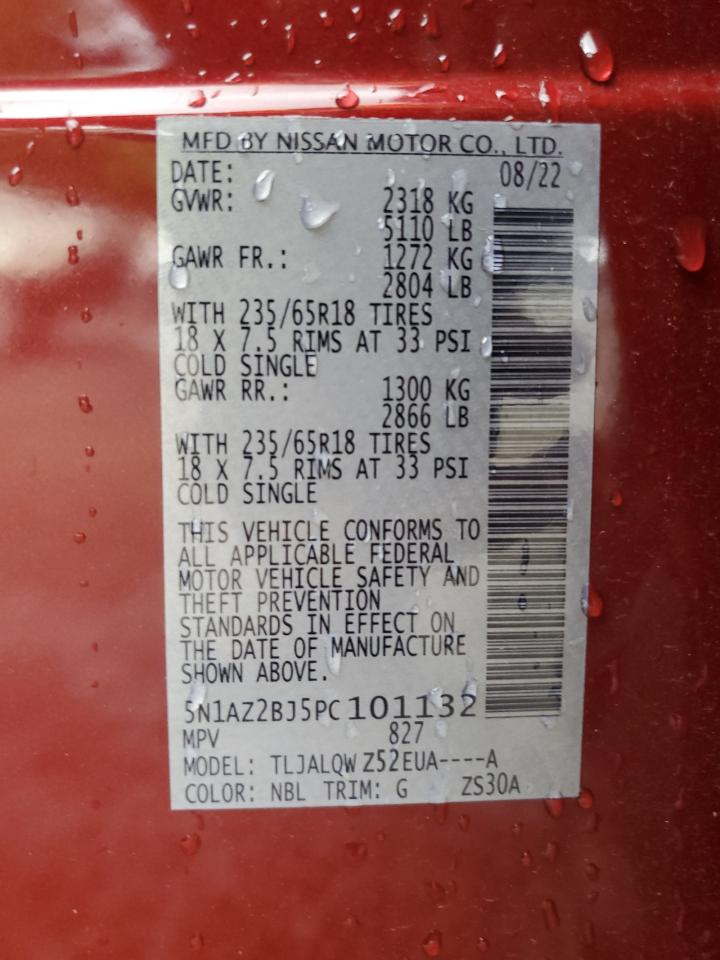 MFD BY NISSAN MOTOR CO., LTD.
DATE: 08/22
GVWR: 2318 KG
5110 LB
GAWR FR.: 1272 KG
2804 LB
WITH 235/65R18 TIRES
18 X 7.5 RIMS AT 33 PSI
COLD SINGLE
GAWR RR.: 1300 KG
2866 LB
WITH 235/65R18 TIRES
18 X 7.5 RIMS AT 33 PSI
COLD SINGLE
THIS VEHICLE CONFORMS TO
ALL APPLICABLE FEDERAL
MOTOR VEHICLE SAFETY AND
THEFT PREVENTION
STANDARDS IN EFFECT ON
THE DATE OF MANUFACTURE
SHOWN ABOVE.
5N1AZ2BJ5PC101132
MPV 827
MODEL: TLJALQWZ52EUA----A
COLOR: NBL TRIM: G ZS30A